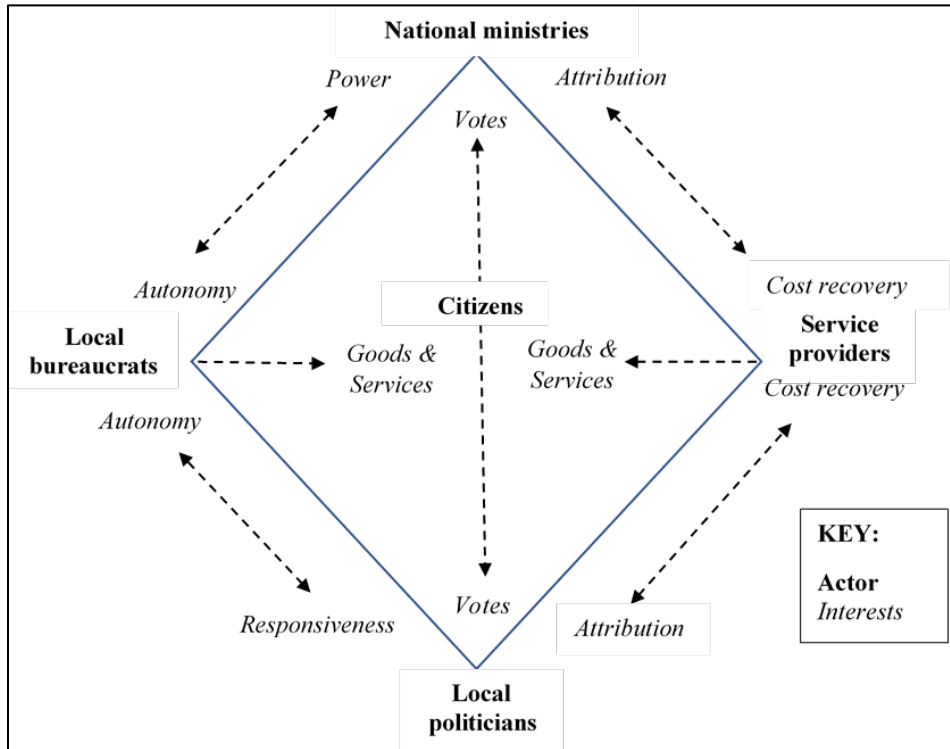 National ministries
Power
Attribution
Votes
Autonomy
Citizens
Cost recovery
Local
bureaucrats
Goods &
Services
Goods &
Services
Service
providers
Cost recovery
Autonomy
Responsiveness
Votes
Attribution
KEY:
Actor
Interests
Local
politicians